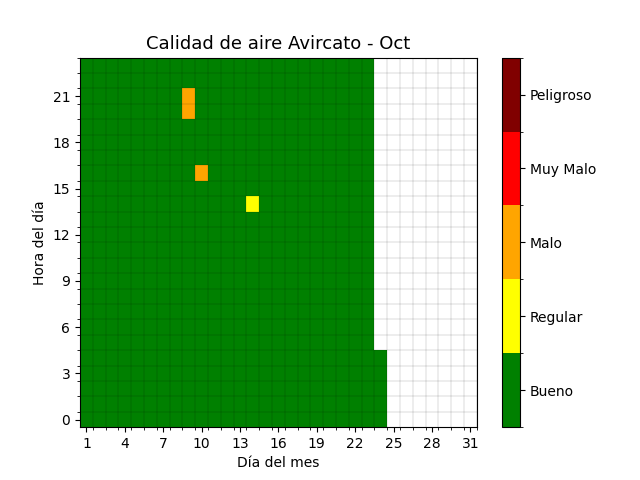 Calidad de aire Avircato - Oct
Hora del día
21
18
15
12
9
6
3
0
1 4 7 10 13 16 19 22 25 28 31
Día del mes
Peligroso
Muy Malo
Malo
Regular
Bueno